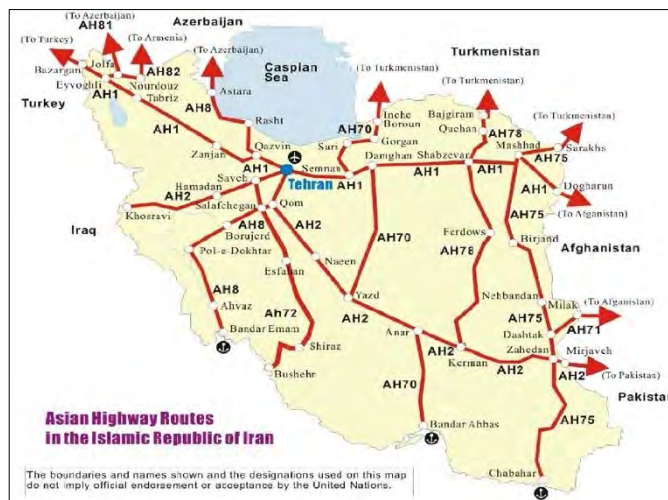 Azerbaijan
(To Azerbaijan)
AH81
(To Armenia)
(To Turkey)
Jolfa
Bazargan
Eyvoghli
AH82
Nourdouz
Tabriz
AH1
Turkey
(To Azerbaijan)
Astara
AH8
Rasht
Caspian
Sea
Turkmenistan
(To Turkmenistan)
(To Turkmenistan)
(To Turkmenistan)
Inche
Boroun
AH70
Gorgan
Sari
Bajgiram
Quchan
AH78
Mashhad
Sarakhs
AH75
AH1
Dogharun
(To Afganistan)
AH1
Zanjan
Qazvin
AH1
Semnan
Tehran
AH1
Damghan
Shabzevar
AH1
AH1
Saveh
Hamadan
AH2
Khosravi
Salafchegan
Qom
Iraq
AH8
AH2
Borujerd
Pol-e-Dokhtar
Esfahan
Naeen
AH70
Ferdows
AH78
AH75
Birjand
Afghanistan
AH8
Ahvaz
Bandar Emam
AH72
Yazd
AH2
Anar
Nehbandan
Milak
(To Afganistan)
AH75
AH71
Dashtak
Zahedan
Mirjaveh
AH2
(To Pakistan)
Shiraz
Bushehr
AH2
Kerman
AH2
AH70
Pakistan
AH75
Bandar Abbas
Chabahar
Asian Highway Routes
in the Islamic Republic of Iran
The boundaries and names shown and the designations used on this map
do not imply official endorsement or acceptance by the United Nations.